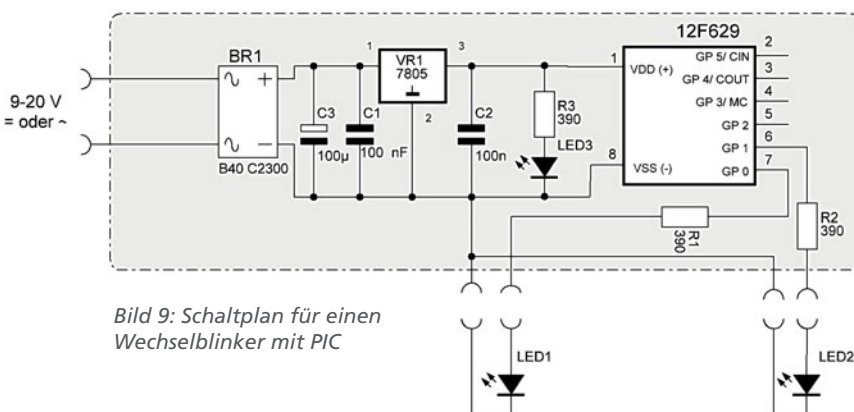 12F629
BR1
9-20 V
= oder ~
B40 C2300
1
VR1
7805
3
2
C3
100µ
C1
100 nF
C2
100n
R3
390
LED3
1
VDD (+)
8
VSS (-)
GP 5/ CIN
2
GP 4/ COUT
3
GP 3/ MC
4
GP 2
5
GP 1
6
GP 0
7
R1
390
R2
390
Bild 9: Schaltplan für einen
Wechselblinker mit PIC
LED1
LED2